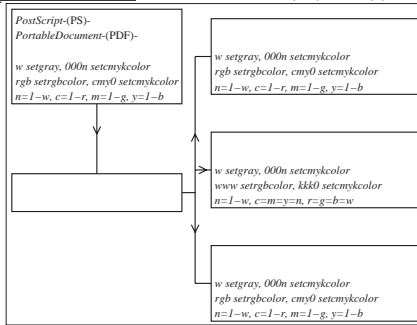 PostScript-(PS)-
PortableDocument-(PDF)-
w setgray, 000n setcmykcolor
rgb setrgbcolor, cmy0 setcmykcolor
n=1−w, c=1−r, m=1−g, y=1−b
w setgray, 000n setcmykcolor
rgb setrgbcolor, cmy0 setcmykcolor
n=1−w, c=1−r, m=1−g, y=1−b
w setgray, 000n setcmykcolor
www setrgbcolor, kkk0 setcmykcolor
n=1−w, c=m=y=n, r=g=b=w
w setgray, 000n setcmykcolor
rgb setrgbcolor, cmy0 setcmykcolor
n=1−w, c=1−r, m=1−g, y=1−b